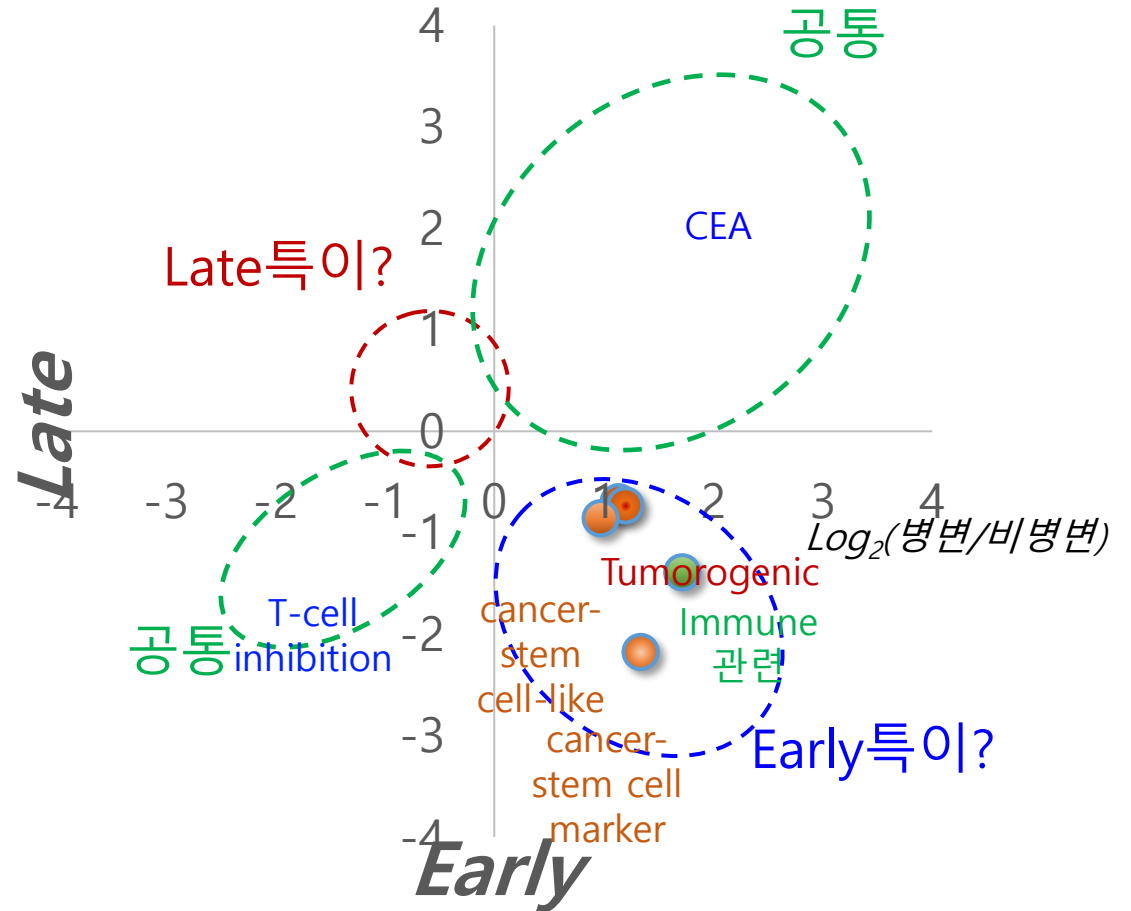 공통
4
3
2
1
0
-1
-2
-3
-4
CEA
Late특이?
Late
-4 -3 -2 -1 0 1 2 3 4
Log2(병변/비병변)
Tumorogenic
cancer-
stem
cell-like
Immune
관련
T-cell
inhibition
공통
Early특이?
cancer-
stem cell
marker
Early